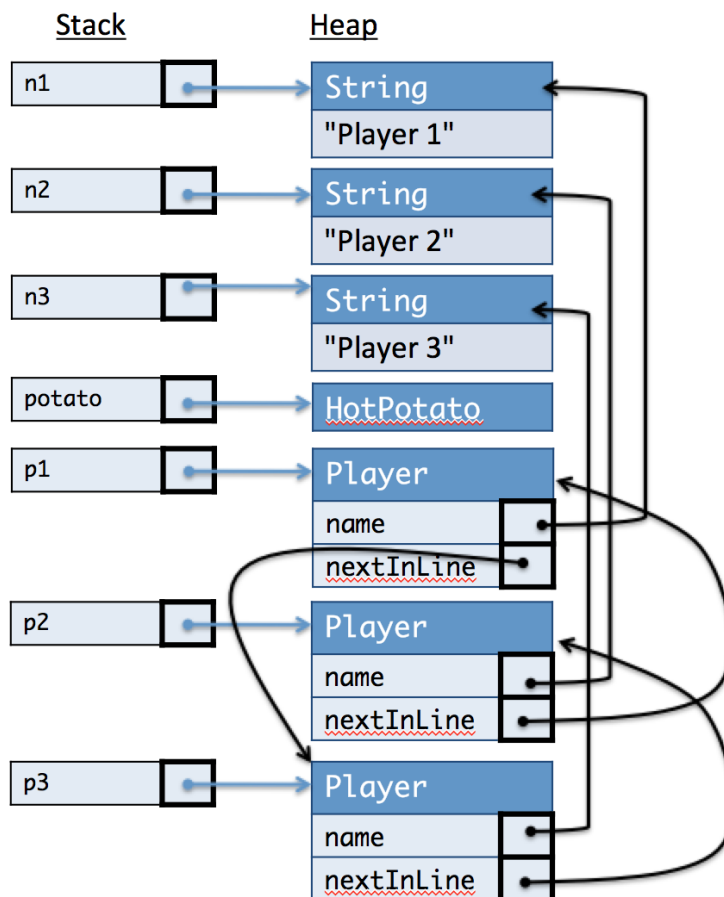 Stack Heap
n1 String
"Player 1"
n2 String
"Player 2"
n3 String
"Player 3"
potato HotPotato
p1 Player
name
nextInLine
p2 Player
name
nextInLine
p3 Player
name
nextInLine